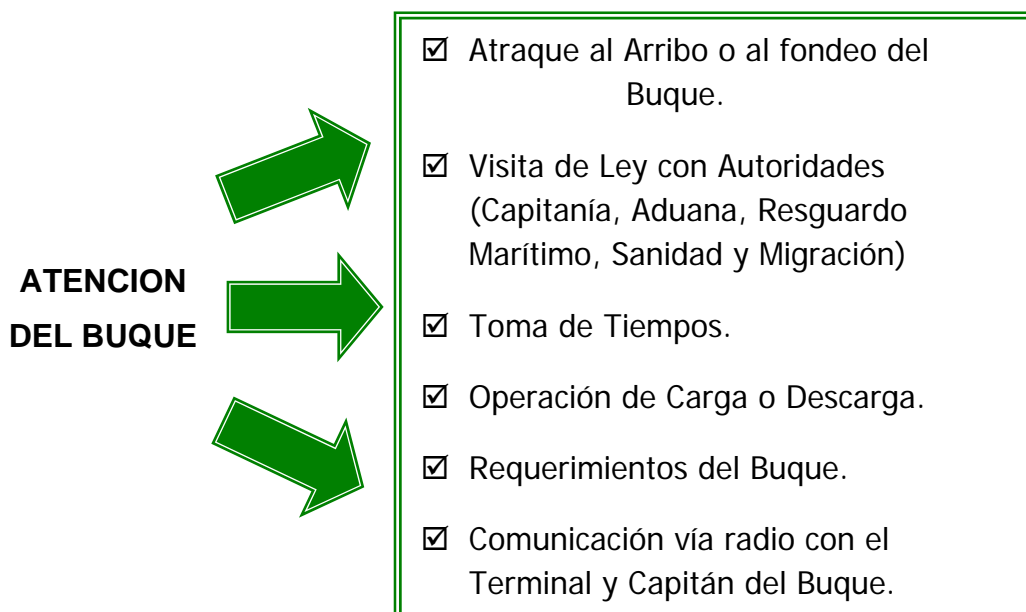 ATENCION
DEL BUQUE
☑ Atraque al Arribo o al fondeo del
Buque.
☑ Visita de Ley con Autoridades
(Capitanía, Aduana, Resguardo
Marítimo, Sanidad y Migración)
☑ Toma de Tiempos.
☑ Operación de Carga o Descarga.
☑ Requerimientos del Buque.
☑ Comunicación vía radio con el
Terminal y Capitán del Buque.